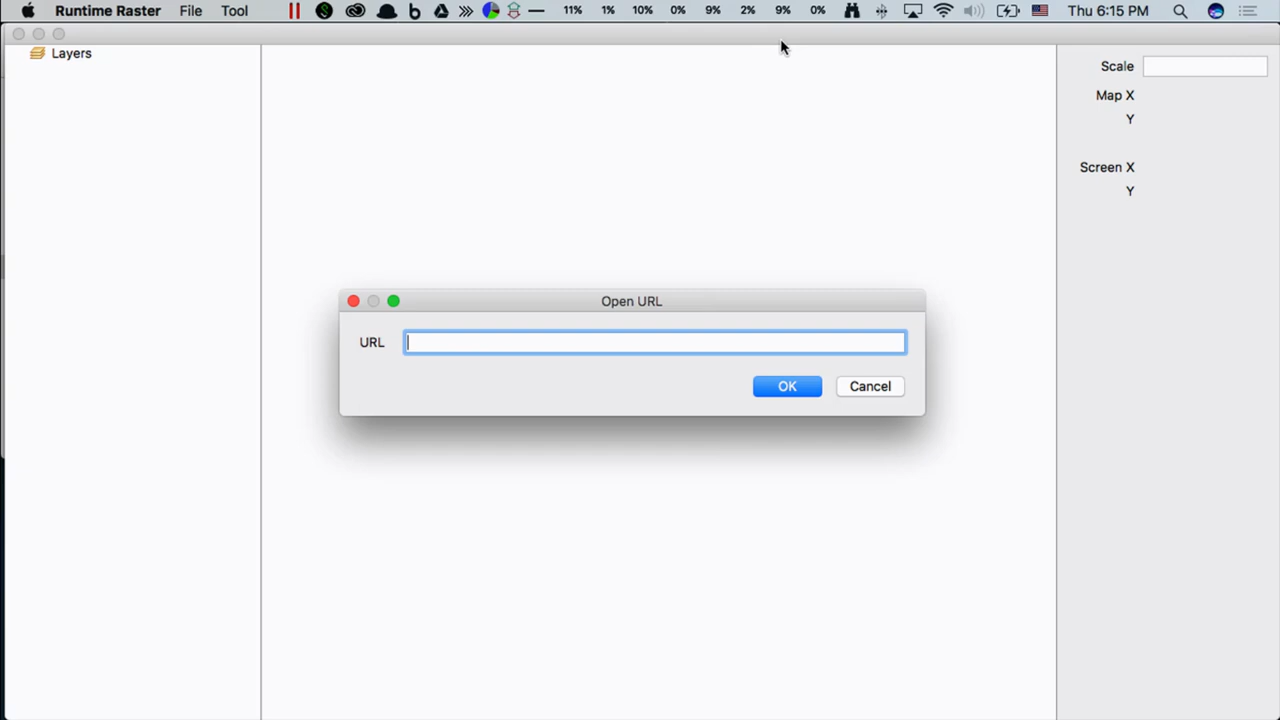 Runtime Raster File Tool 11% 1% 10% 0% 9% 2% 9% 0% Thu 6:15 PM
Layers
Scale
Map X
Y
Screen X
Y
Open URL
URL
OK Cancel